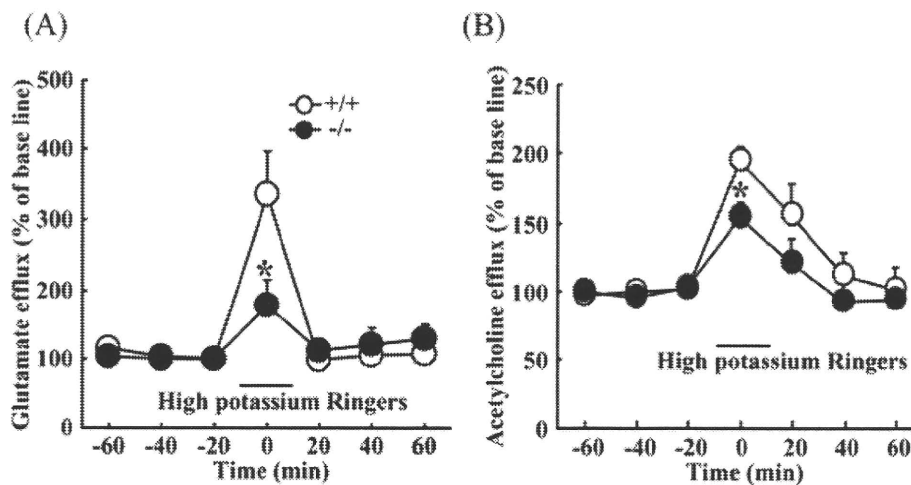 (A)
Glutamate efflux (% of base line)
500
400
300
200
100
0
+/+
-/-
*
High potassium Ringers
-60 -40 -20 0 20 40 60
Time (min)
(B)
Acetylcholine efflux (% of base line)
250
200
150
100
50
0
*
High potassium Ringers
-60 -40 -20 0 20 40 60
Time (min)